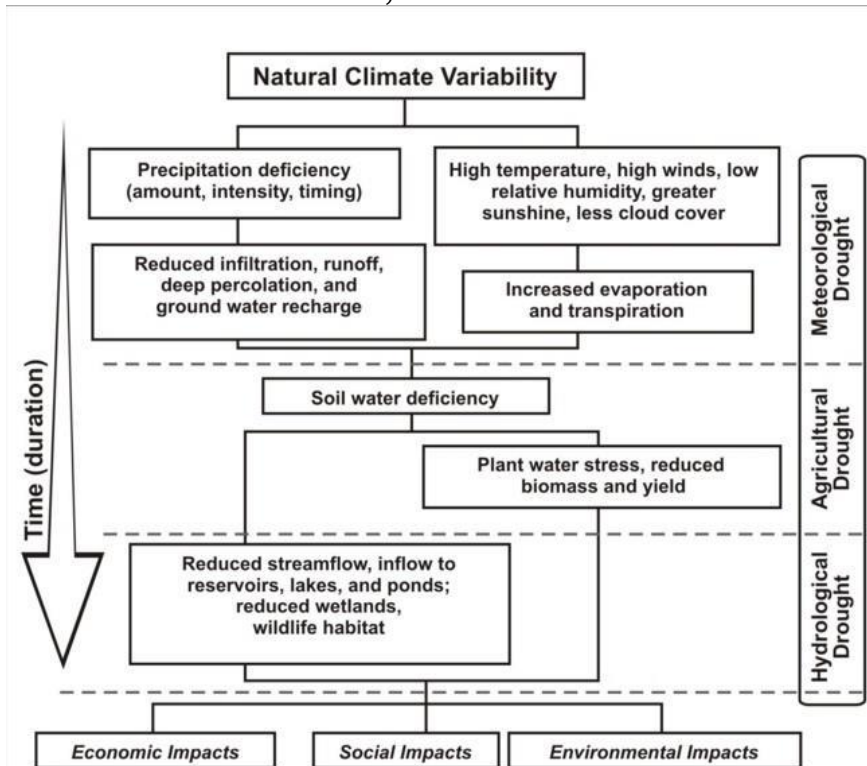 Natural Climate Variability
Precipitation deficiency
(amount, intensity, timing)
High temperature, high winds, low
relative humidity, greater
sunshine, less cloud cover
Reduced infiltration, runoff,
deep percolation, and
ground water recharge
Increased evaporation
and transpiration
Meteorological
Drought
Time (duration)
Soil water deficiency
Plant water stress, reduced
biomass and yield
Agricultural
Drought
Reduced streamflow, inflow to
reservoirs, lakes, and ponds;
reduced wetlands,
wildlife habitat
Hydrological
Drought
Economic Impacts
Social Impacts
Environmental Impacts